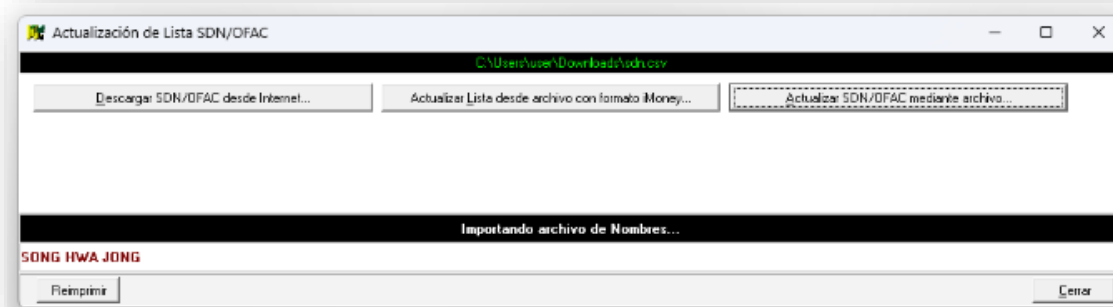 Actualización de Lista SDN/OFAC
C:\Users\user\Downloads\sdn.csv
Descargar SDN/OFAC desde Internet...
Actualizar Lista desde archivo con formato iMoney...
Actualizar SDN/OFAC mediante archivo...
Importando archivo de Nombres...
SONG HWA JONG
Reimprimir
Cerrar